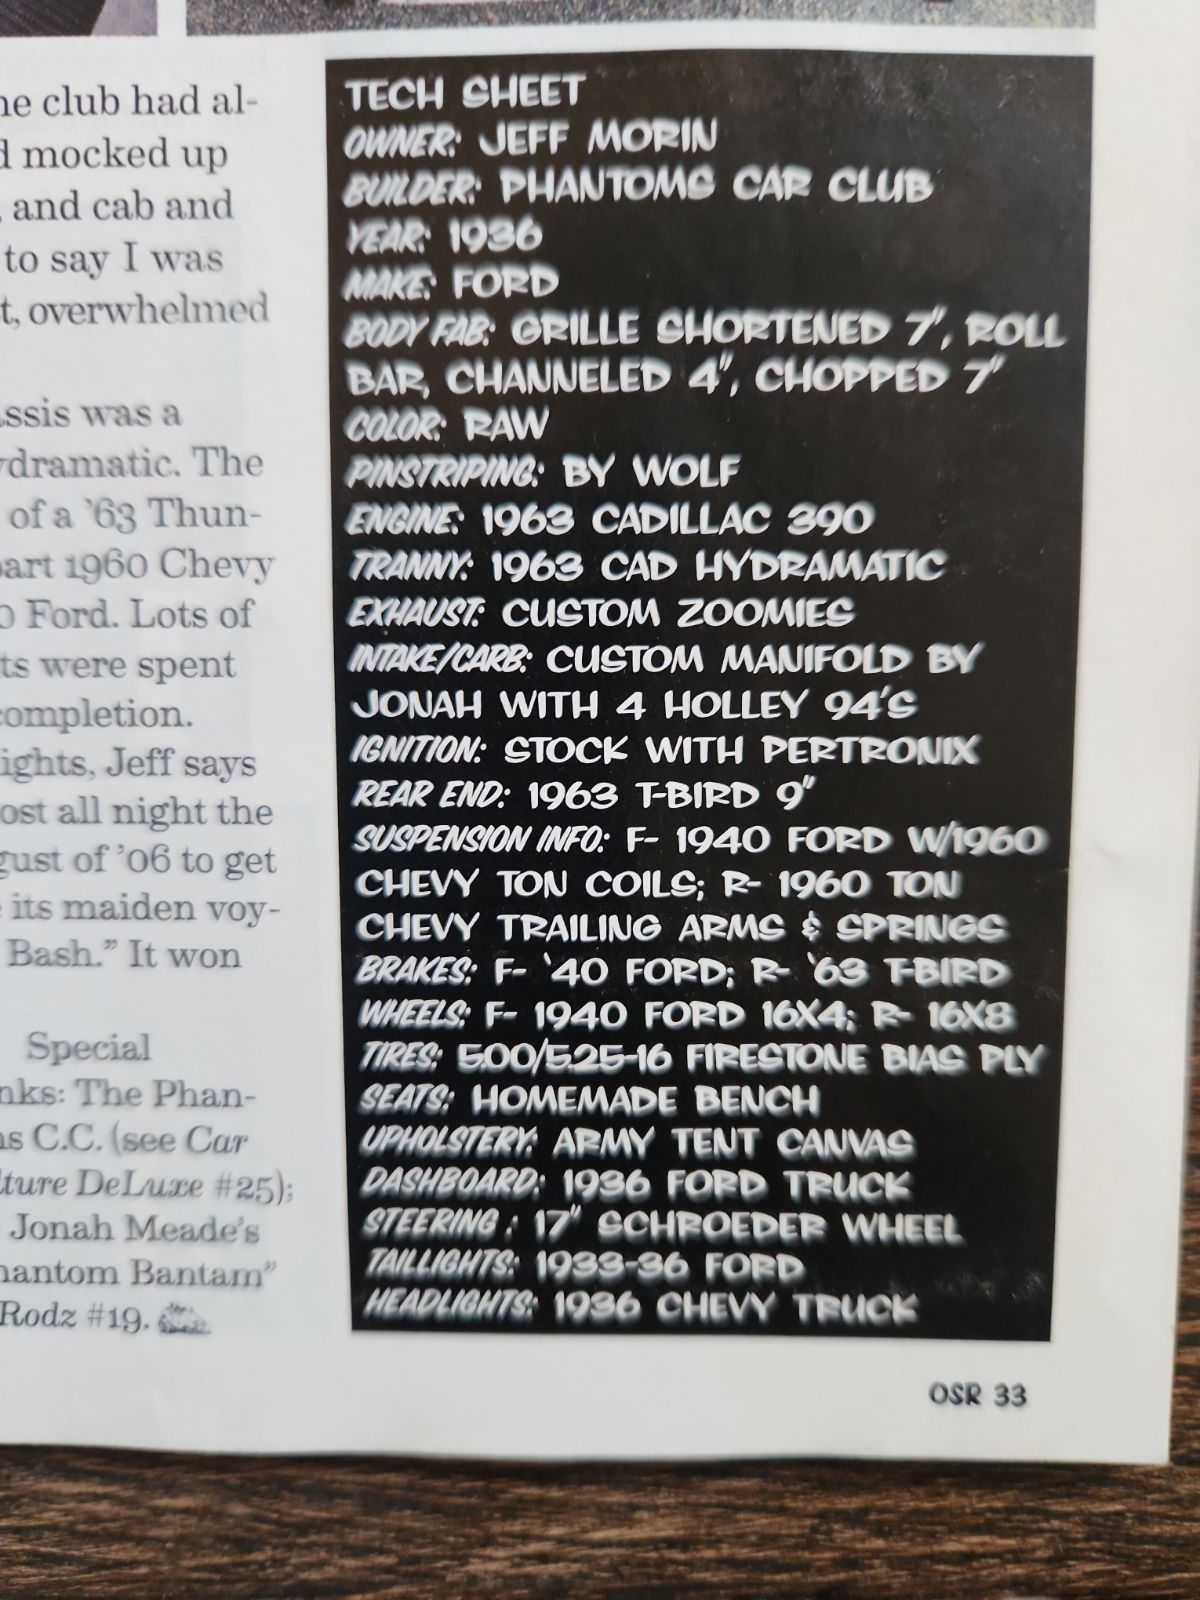 he club had al-
d mocked up
, and cab and
to say I was
t, overwhelmed
assis was a
ydramatic. The
of a '63 Thun-
part 1960 Chevy
0 Ford. Lots of
ts were spent
completion.
ights, Jeff says
ost all night the
gust of '06 to get
its maiden voy-
Bash." It won
Special
nks: The Phan-
ms C.C. (see Car
lture DeLuxe #25);
Jonah Meade's
hantom Bantam"
Rodz #19.
TECH SHEET
OWNER: JEFF MORIN
BUILDER: PHANTOMS CAR CLUB
YEAR: 1936
MAKE: FORD
BODY FAB: GRILLE SHORTENED 7", ROLL
BAR, CHANNELED 4", CHOPPED 7"
COLOR: RAW
PINSTRIPING: BY WOLF
ENGINE: 1963 CADILLAC 390
TRANNY: 1963 CAD HYDRAMATIC
EXHAUST: CUSTOM ZOOMIES
INTAKE/CARB: CUSTOM MANIFOLD BY
JONAH WITH 4 HOLLEY 94'S
IGNITION: STOCK WITH PERTRONIX
REAR END: 1963 T-BIRD 9"
SUSPENSION INFO: F- 1940 FORD W/1960
CHEVY TON COILS; R- 1960 TON
CHEVY TRAILING ARMS & SPRINGS
BRAKES: F- '40 FORD; R- '63 T-BIRD
WHEELS: F- 1940 FORD 16X4; R- 16X8
TIRES: 5.00/5.25-16 FIRESTONE BIAS PLY
SEATS: HOMEMADE BENCH
UPHOLSTERY: ARMY TENT CANVAS
DASHBOARD: 1936 FORD TRUCK
STEERING : 17" SCHROEDER WHEEL
TAILLIGHTS: 1933-36 FORD
HEADLIGHTS: 1936 CHEVY TRUCK
OSR 33